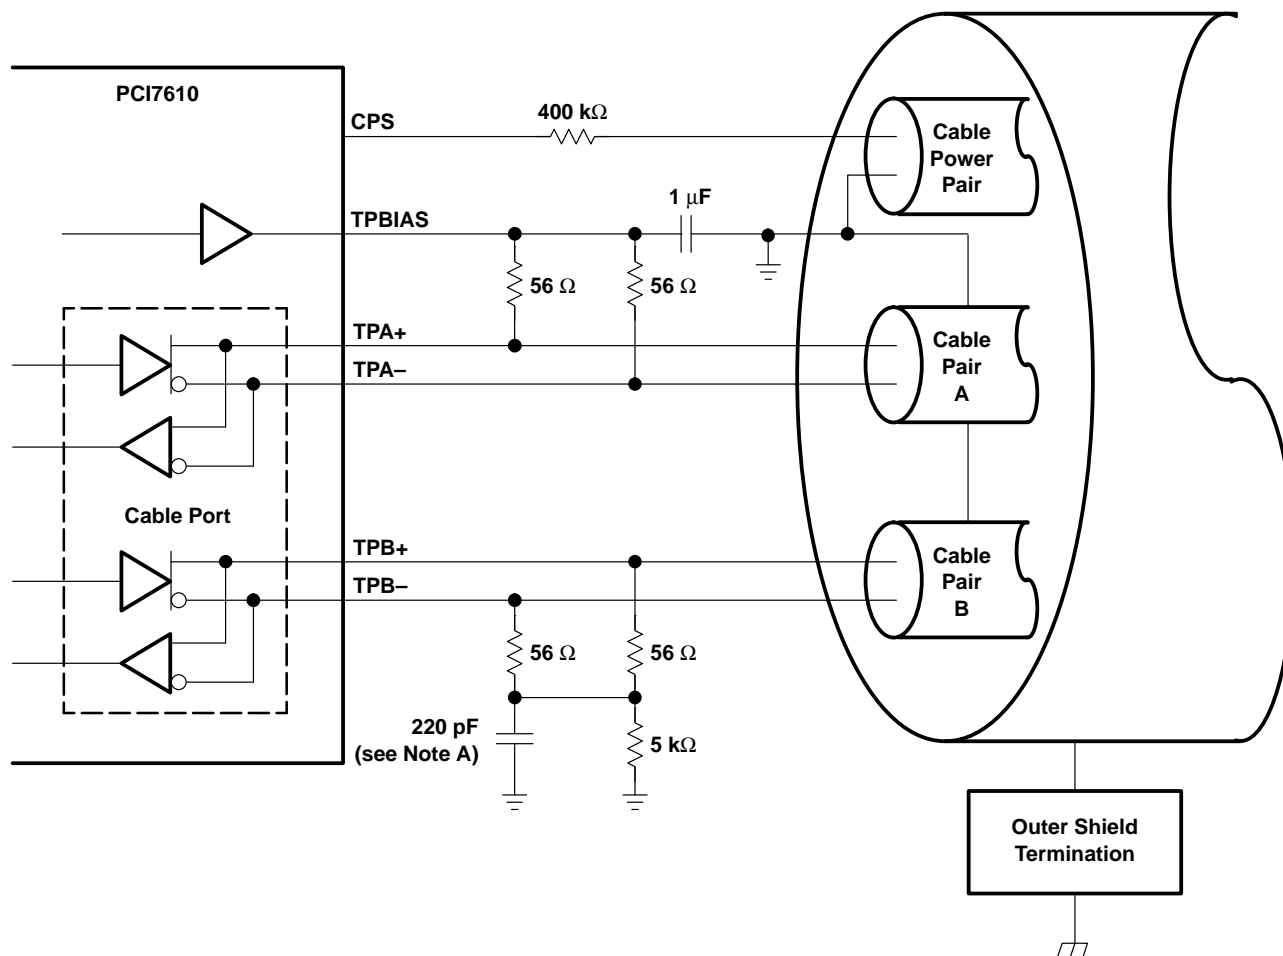 PCI7610
CPS
400 kΩ
Cable
Power
Pair
1 μF
TPBIAS
56 Ω
56 Ω
TPA+
TPA–
Cable
Pair
A
Cable Port
TPB+
TPB–
Cable
Pair
B
56 Ω
56 Ω
220 pF
(see Note A)
5 kΩ
Outer Shield
Termination